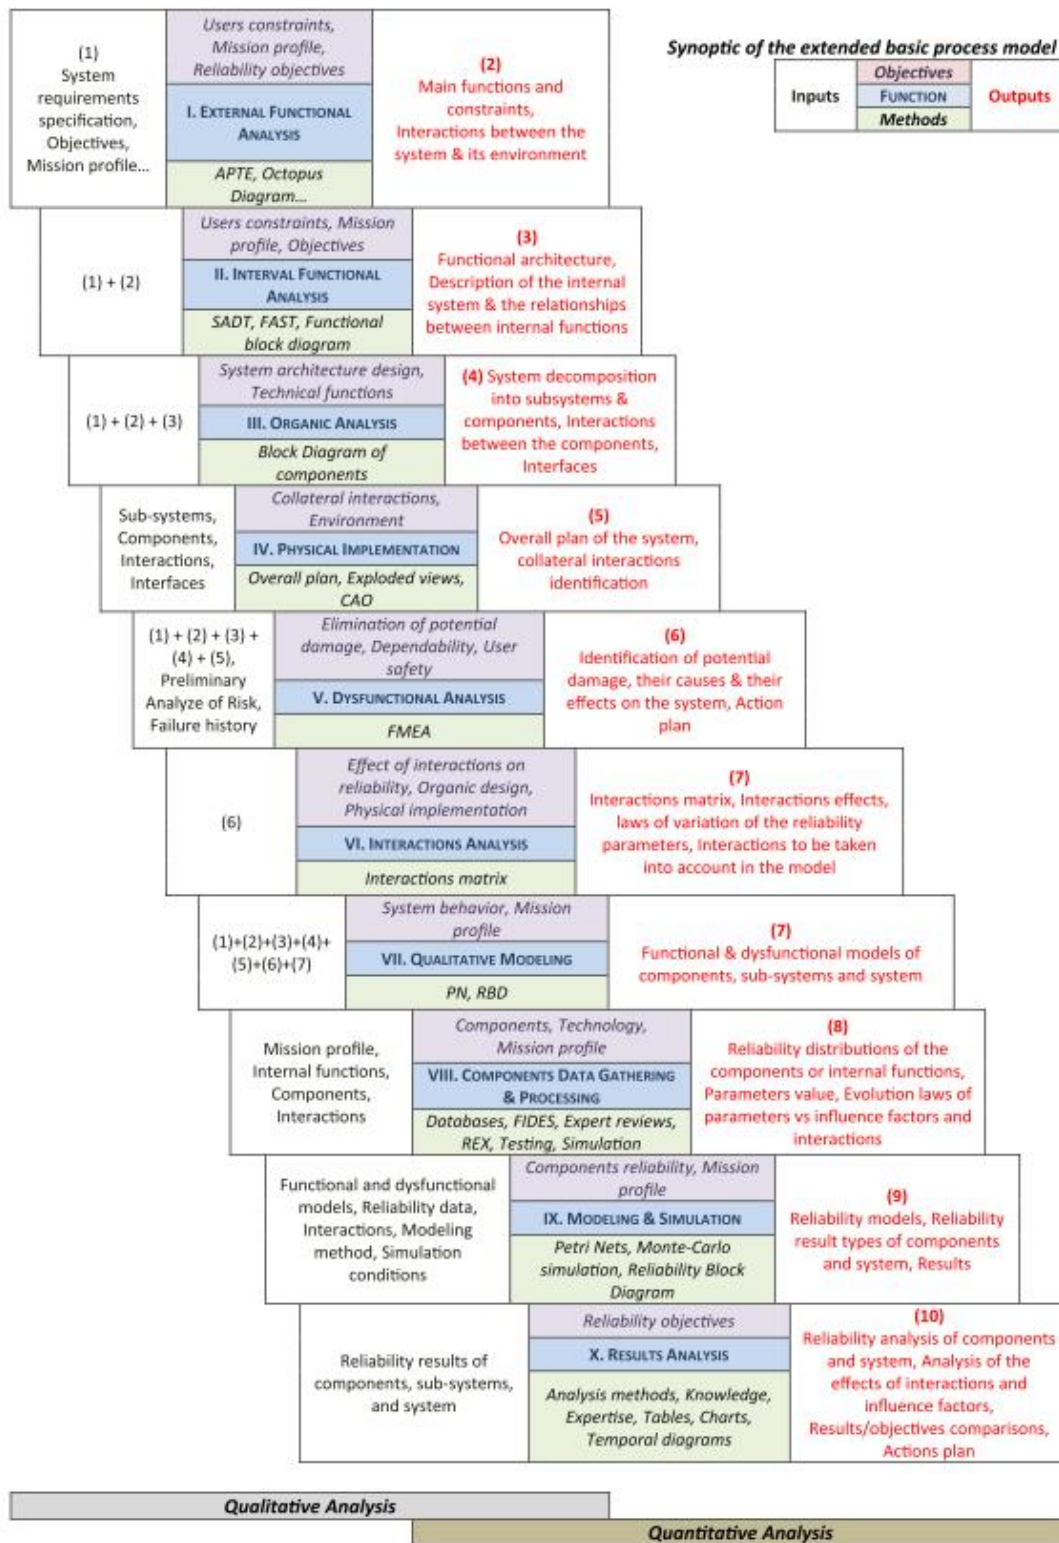 Synoptic of the extended basic process model
Inputs
Objectives
FUNCTION
Methods
Outputs
(1)
System
requirements
specification,
Objectives,
Mission profile...
Users constraints,
Mission profile,
Reliability objectives
I. EXTERNAL FUNCTIONAL
ANALYSIS
APTE, Octopus
Diagram...
(2)
Main functions and
constraints,
Interactions between the
system & its environment
(1) + (2)
Users constraints, Mission
profile, Objectives
II. INTERVAL FUNCTIONAL
ANALYSIS
SADT, FAST, Functional
block diagram
(3)
Functional architecture,
Description of the internal
system & the relationships
between internal functions
(1) + (2) + (3)
System architecture design,
Technical functions
III. ORGANIC ANALYSIS
Block Diagram of
components
(4) System decomposition
into subsystems &
components, Interactions
between the components,
Interfaces
Sub-systems,
Components,
Interactions,
Interfaces
Collateral interactions,
Environment
IV. PHYSICAL IMPLEMENTATION
Overall plan, Exploded views,
CAO
(5)
Overall plan of the system,
collateral interactions
identification
(1) + (2) + (3) +
(4) + (5),
Preliminary
Analyze of Risk,
Failure history
Elimination of potential
damage, Dependability, User
safety
V. DYSFUNCTIONAL ANALYSIS
FMEA
(6)
Identification of potential
damage, their causes & their
effects on the system, Action
plan
(6)
Effect of interactions on
reliability, Organic design,
Physical implementation
VI. INTERACTIONS ANALYSIS
Interactions matrix
(7)
Interactions matrix, Interactions effects,
laws of variation of the reliability
parameters, Interactions to be taken
into account in the model
(1)+(2)+(3)+(4)+
(5)+(6)+(7)
System behavior, Mission
profile
VII. QUALITATIVE MODELING
PN, RBD
(7)
Functional & dysfunctional models of
components, sub-systems and system
Mission profile,
Internal functions,
Components,
Interactions
Components, Technology,
Mission profile
VIII. COMPONENTS DATA GATHERING
& PROCESSING
Databases, FIDES, Expert reviews,
REX, Testing, Simulation
(8)
Reliability distributions of the
components or internal functions,
Parameters value, Evolution laws of
parameters vs influence factors and
interactions
Functional and dysfunctional
models, Reliability data,
Interactions, Modeling
method, Simulation
conditions
Components reliability, Mission
profile
IX. MODELING & SIMULATION
Petri Nets, Monte-Carlo
simulation, Reliability Block
Diagram
(9)
Reliability models, Reliability
result types of components
and system, Results
Reliability results of
components, sub-systems,
and system
Reliability objectives
X. RESULTS ANALYSIS
Analysis methods, Knowledge,
Expertise, Tables, Charts,
Temporal diagrams
(10)
Reliability analysis of components
and system, Analysis of the
effects of interactions and
influence factors,
Results/objectives comparisons,
Actions plan
Qualitative Analysis
Quantitative Analysis